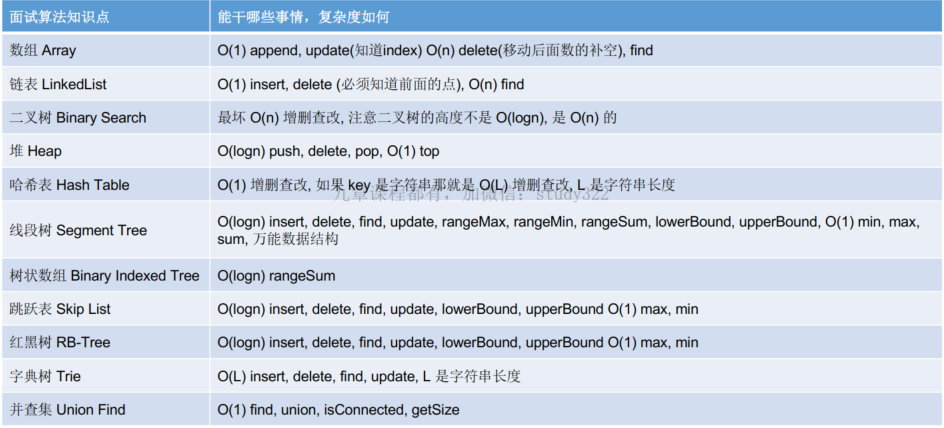 面试算法知识点 能干哪些事情，复杂度如何
数组 Array O(1) append, update(知道index) O(n) delete(移动后面数的补空), find
链表 LinkedList O(1) insert, delete (必须知道前面的点), O(n) find
二叉树 Binary Search 最坏 O(n) 增删查改, 注意二叉树的高度不是 O(logn), 是 O(n) 的
堆 Heap O(logn) push, delete, pop, O(1) top
哈希表 Hash Table O(1) 增删查改, 如果 key 是字符串那就是 O(L) 增删查改, L 是字符串长度
九章课程都有，加微信：study322
线段树 Segment Tree O(logn) insert, delete, find, update, rangeMax, rangeMin, rangeSum, lowerBound, upperBound, O(1) min, max,
sum, 万能数据结构
树状数组 Binary Indexed Tree O(logn) rangeSum
跳跃表 Skip List O(logn) insert, delete, find, update, lowerBound, upperBound O(1) max, min
红黑树 RB-Tree O(logn) insert, delete, find, update, lowerBound, upperBound O(1) max, min
字典树 Trie O(L) insert, delete, find, update, L 是字符串长度
并查集 Union Find O(1) find, union, isConnected, getSize